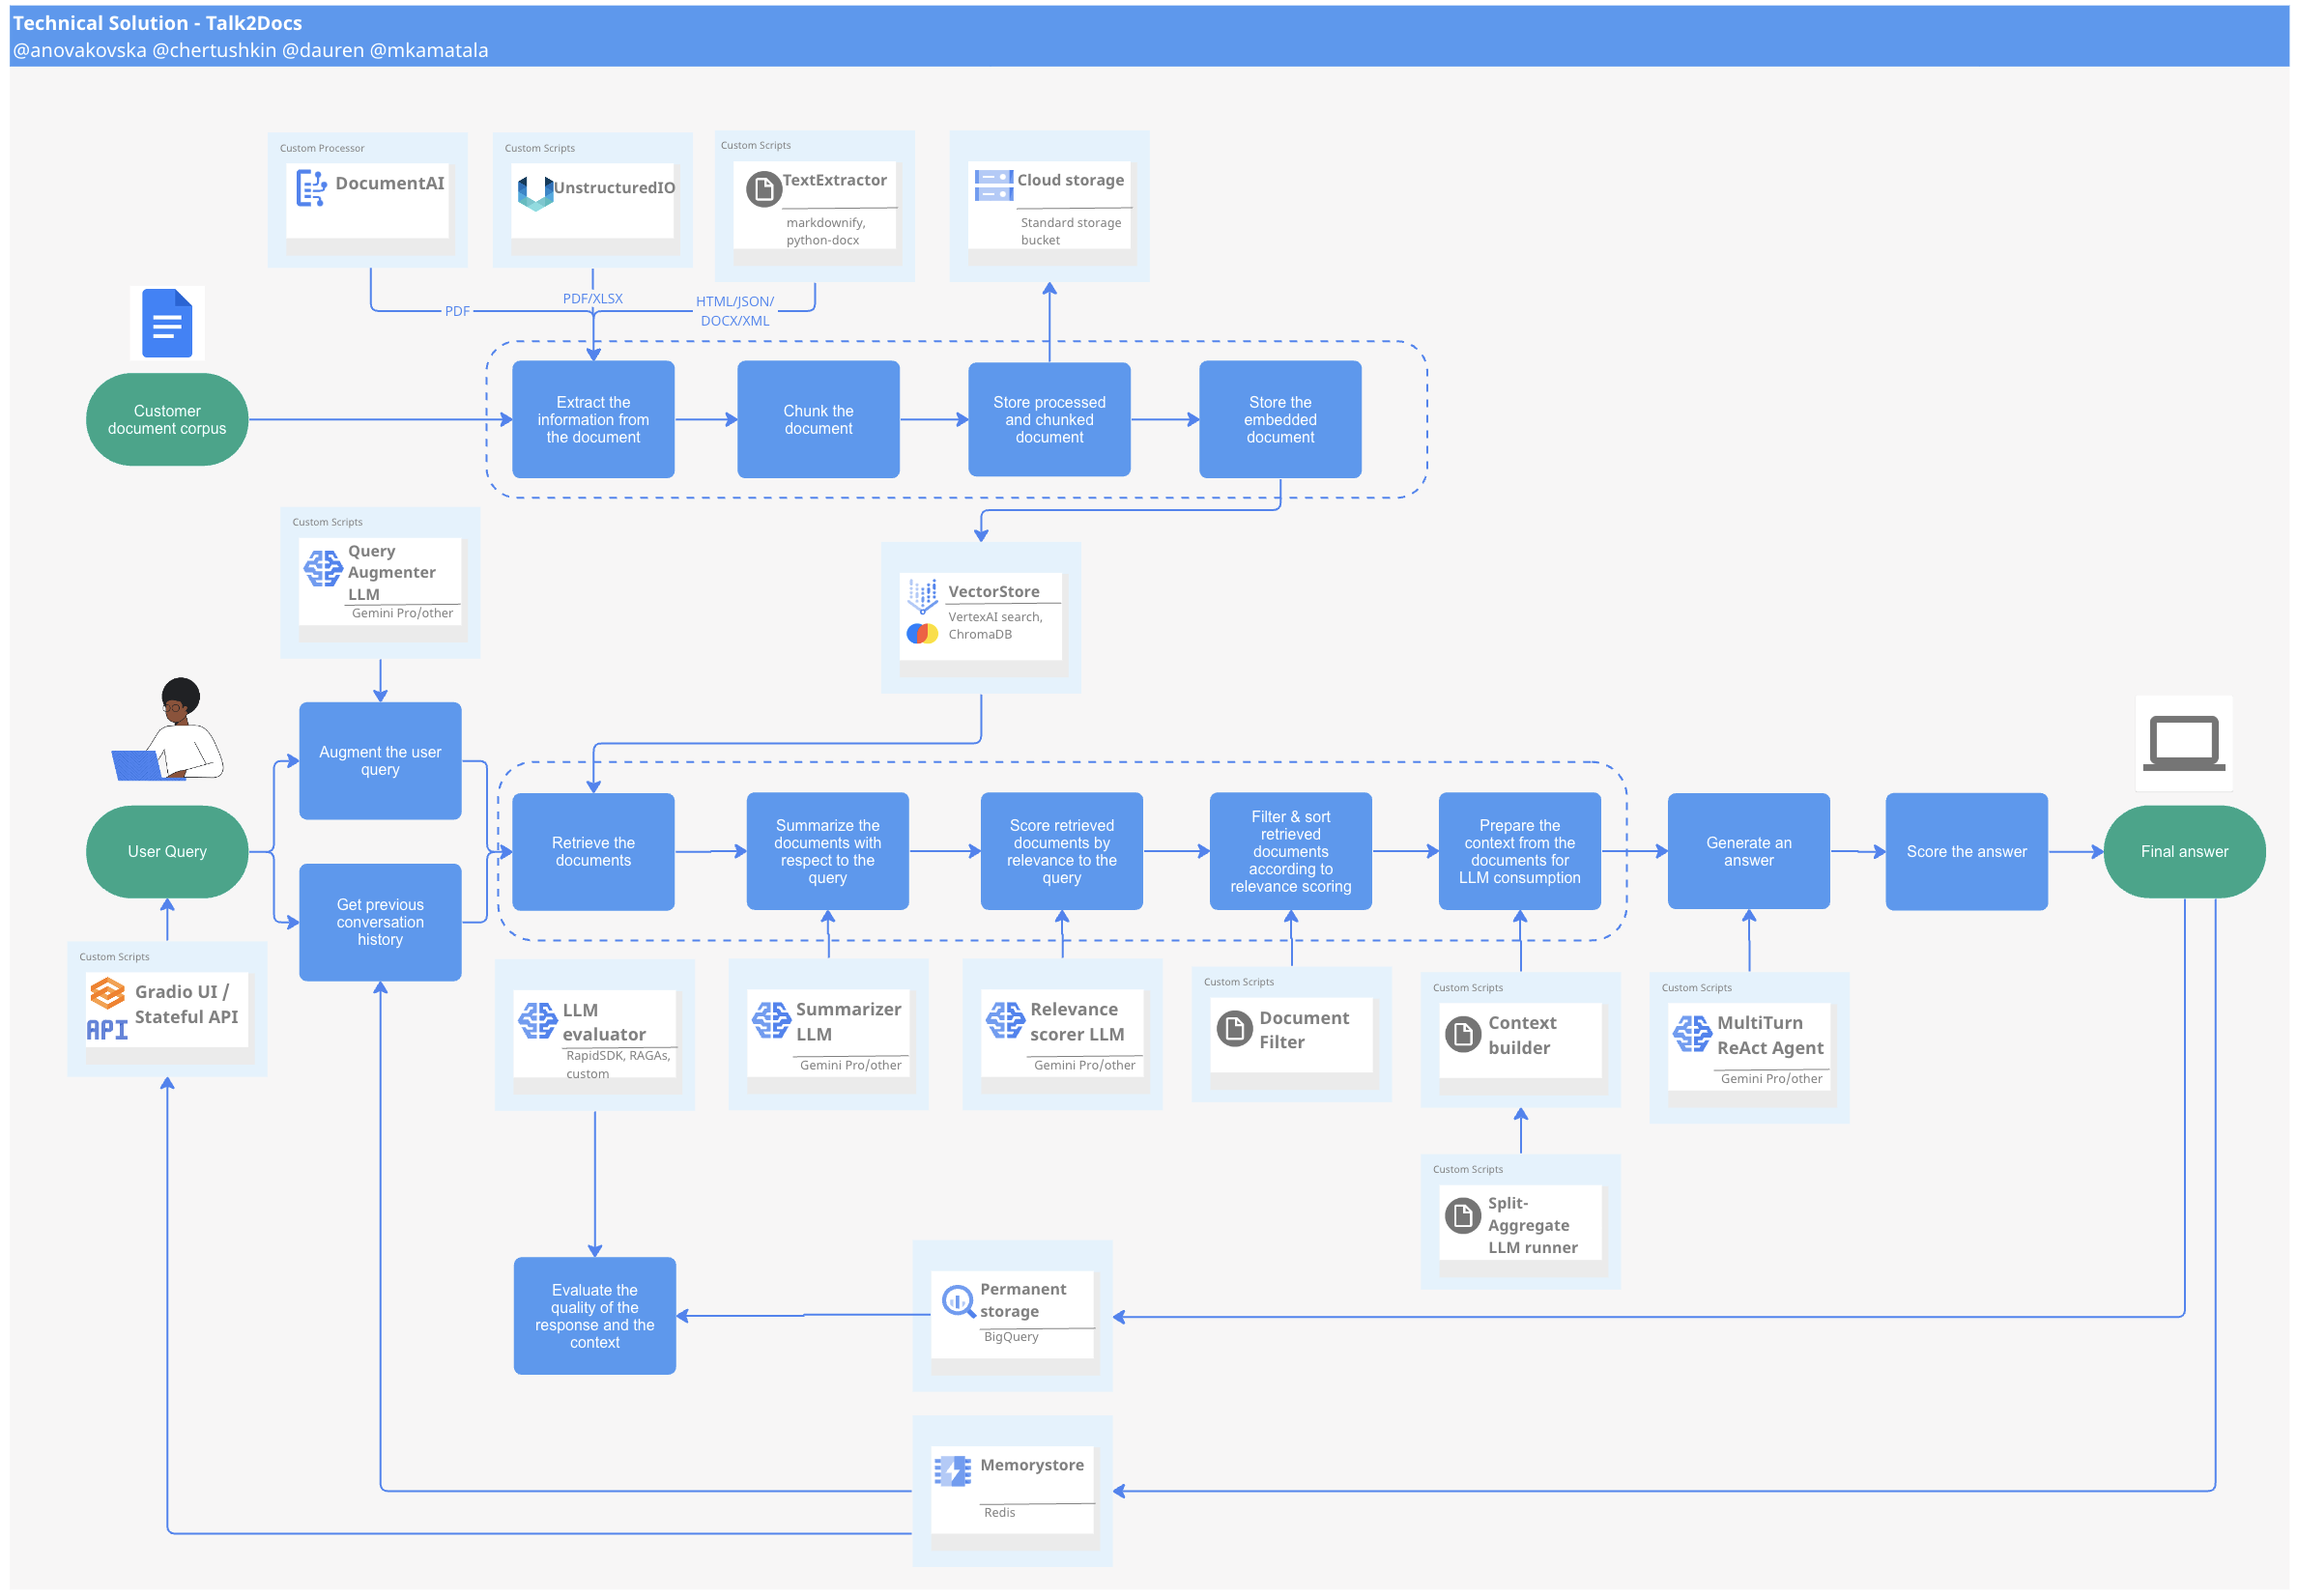 Technical Solution - Talk2Docs
@anovakovska @chertushkin @dauren @mkamatala
Custom Processor
DocumentAI
Custom Scripts
UnstructuredIO
Custom Scripts
TextExtractor
markdownify,
python-docx
Cloud storage
Standard storage
bucket
PDF
PDF/XLSX
HTML/JSON/
DOCX/XML
Customer
document corpus
Extract the
information from
the document
Chunk the
document
Store processed
and chunked
document
Store the
embedded
document
Custom Scripts
Query
Augmenter
LLM
Gemini Pro/other
VectorStore
VertexAI search,
ChromaDB
User Query
Augment the user
query
Get previous
conversation
history
Retrieve the
documents
Summarize the
documents with
respect to the
query
Score retrieved
documents by
relevance to the
query
Filter & sort
retrieved
documents
according to
relevance scoring
Prepare the
context from the
documents for
LLM consumption
Generate an
answer
Score the answer
Final answer
Custom Scripts
Gradio UI /
Stateful API
API
LLM
evaluator
RapidSDK, RAGAs,
custom
Summarizer
LLM
Gemini Pro/other
Relevance
scorer LLM
Gemini Pro/other
Custom Scripts
Document
Filter
Custom Scripts
Context
builder
Custom Scripts
MultiTurn
ReAct Agent
Gemini Pro/other
Custom Scripts
Split-
Aggregate
LLM runner
Evaluate the
quality of the
response and the
context
Permanent
storage
BigQuery
Memorystore
Redis